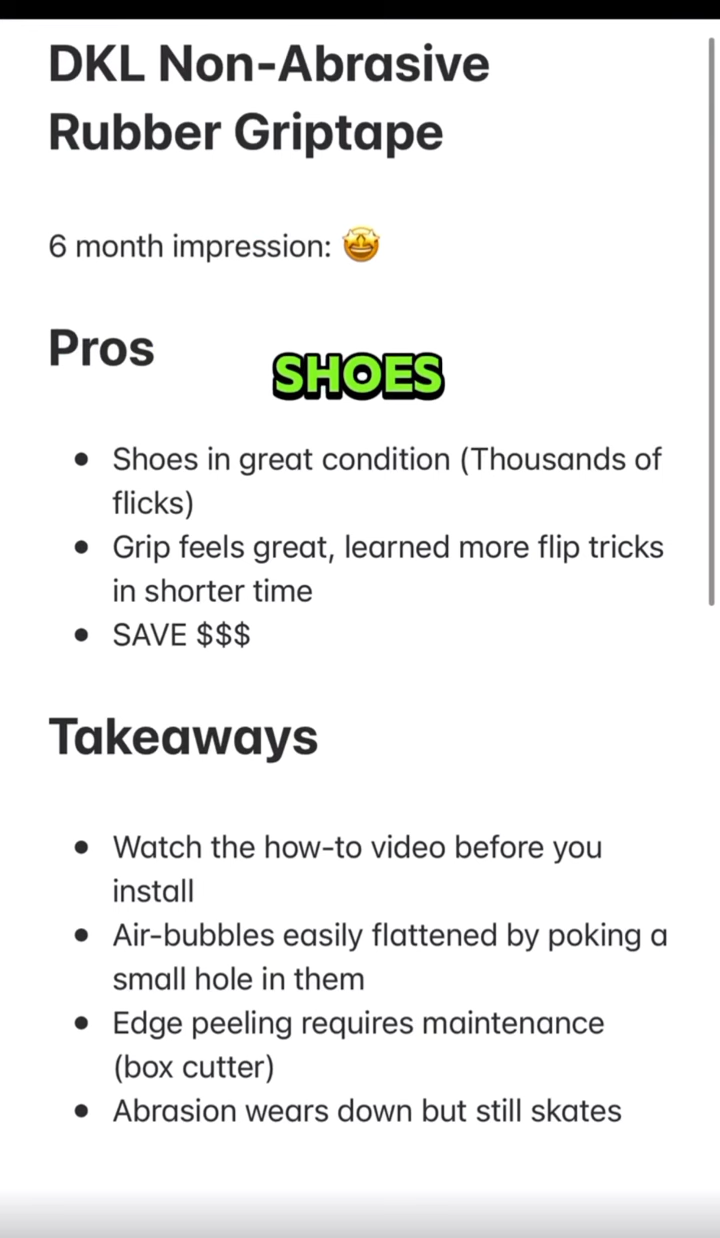 DKL Non-Abrasive
Rubber Griptape
6 month impression: 🤩
Pros
SHOES
• Shoes in great condition (Thousands of
flicks)
• Grip feels great, learned more flip tricks
in shorter time
• SAVE $$$
Takeaways
• Watch the how-to video before you
install
• Air-bubbles easily flattened by poking a
small hole in them
• Edge peeling requires maintenance
(box cutter)
• Abrasion wears down but still skates